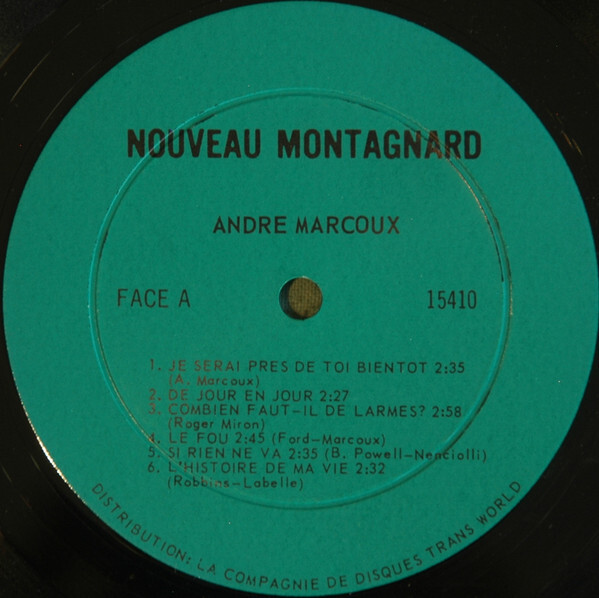 NOUVEAU MONTAGNARD
ANDRE MARCOUX
FACE A
15410
1. JE SERAI PRES DE TOI BIENTOT 2:35
(A. Marcoux)
2. DE JOUR EN JOUR 2:27
3. COMBIEN FAUT-IL DE LARMES? 2:58
(Roger Miron)
4. LE FOU 2:45 (Ford-Marcoux)
5. SI RIEN NE VA 2:35 (B. Powell-Nenciolli)
6. L'HISTOIRE DE MA VIE 2:32
(Robbins-Labelle)
DISTRIBUTION: LA COMPAGNIE DE DISQUES TRANS WORLD